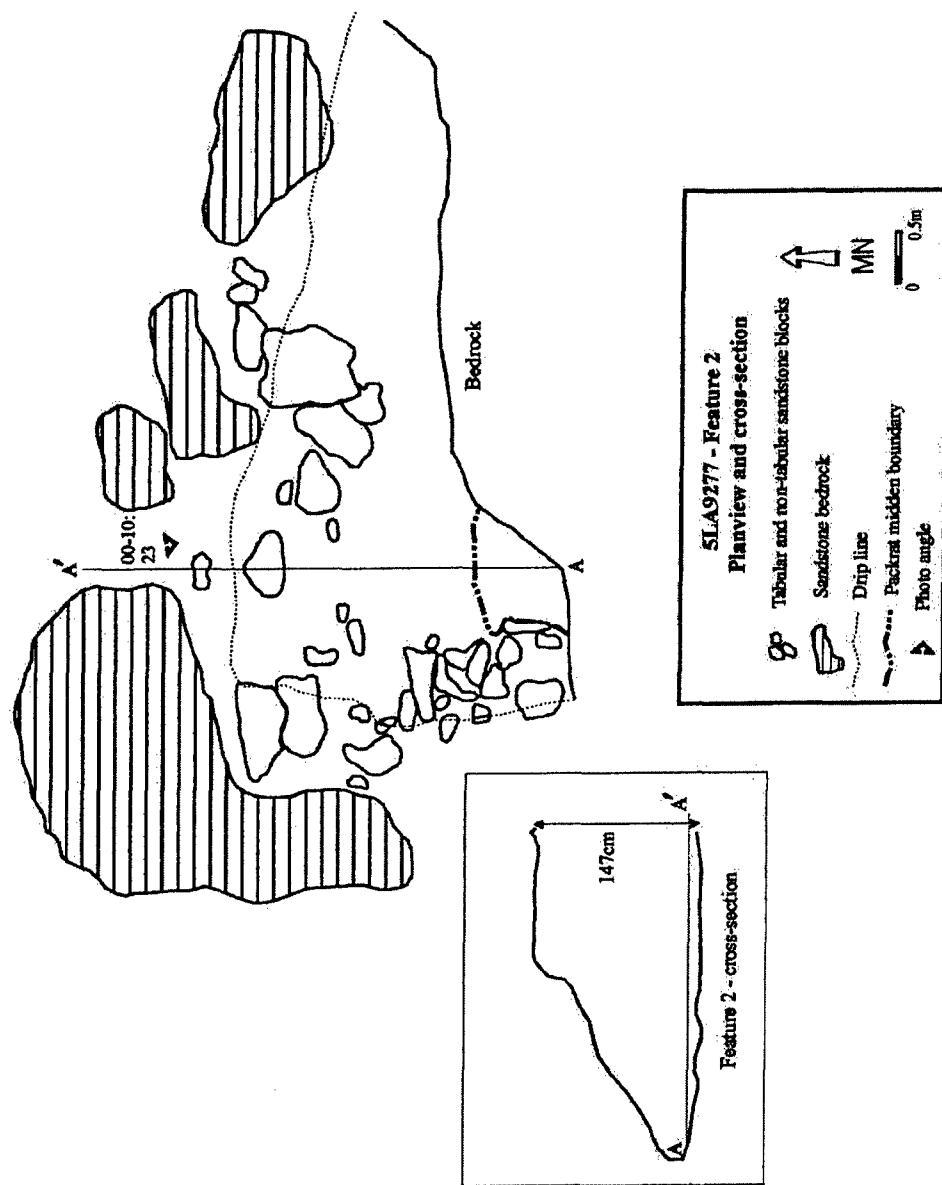 A'
00-10:
23
A
Bedrock
5LA9277 - Feature 2
Planview and cross-section
Tabular and non-tabular sandstone blocks
Sandstone bedrock
Drip line
Packrat midden boundary
Photo angle
MN
0 0.5m
147cm
A'
A
Feature 2 - cross-section